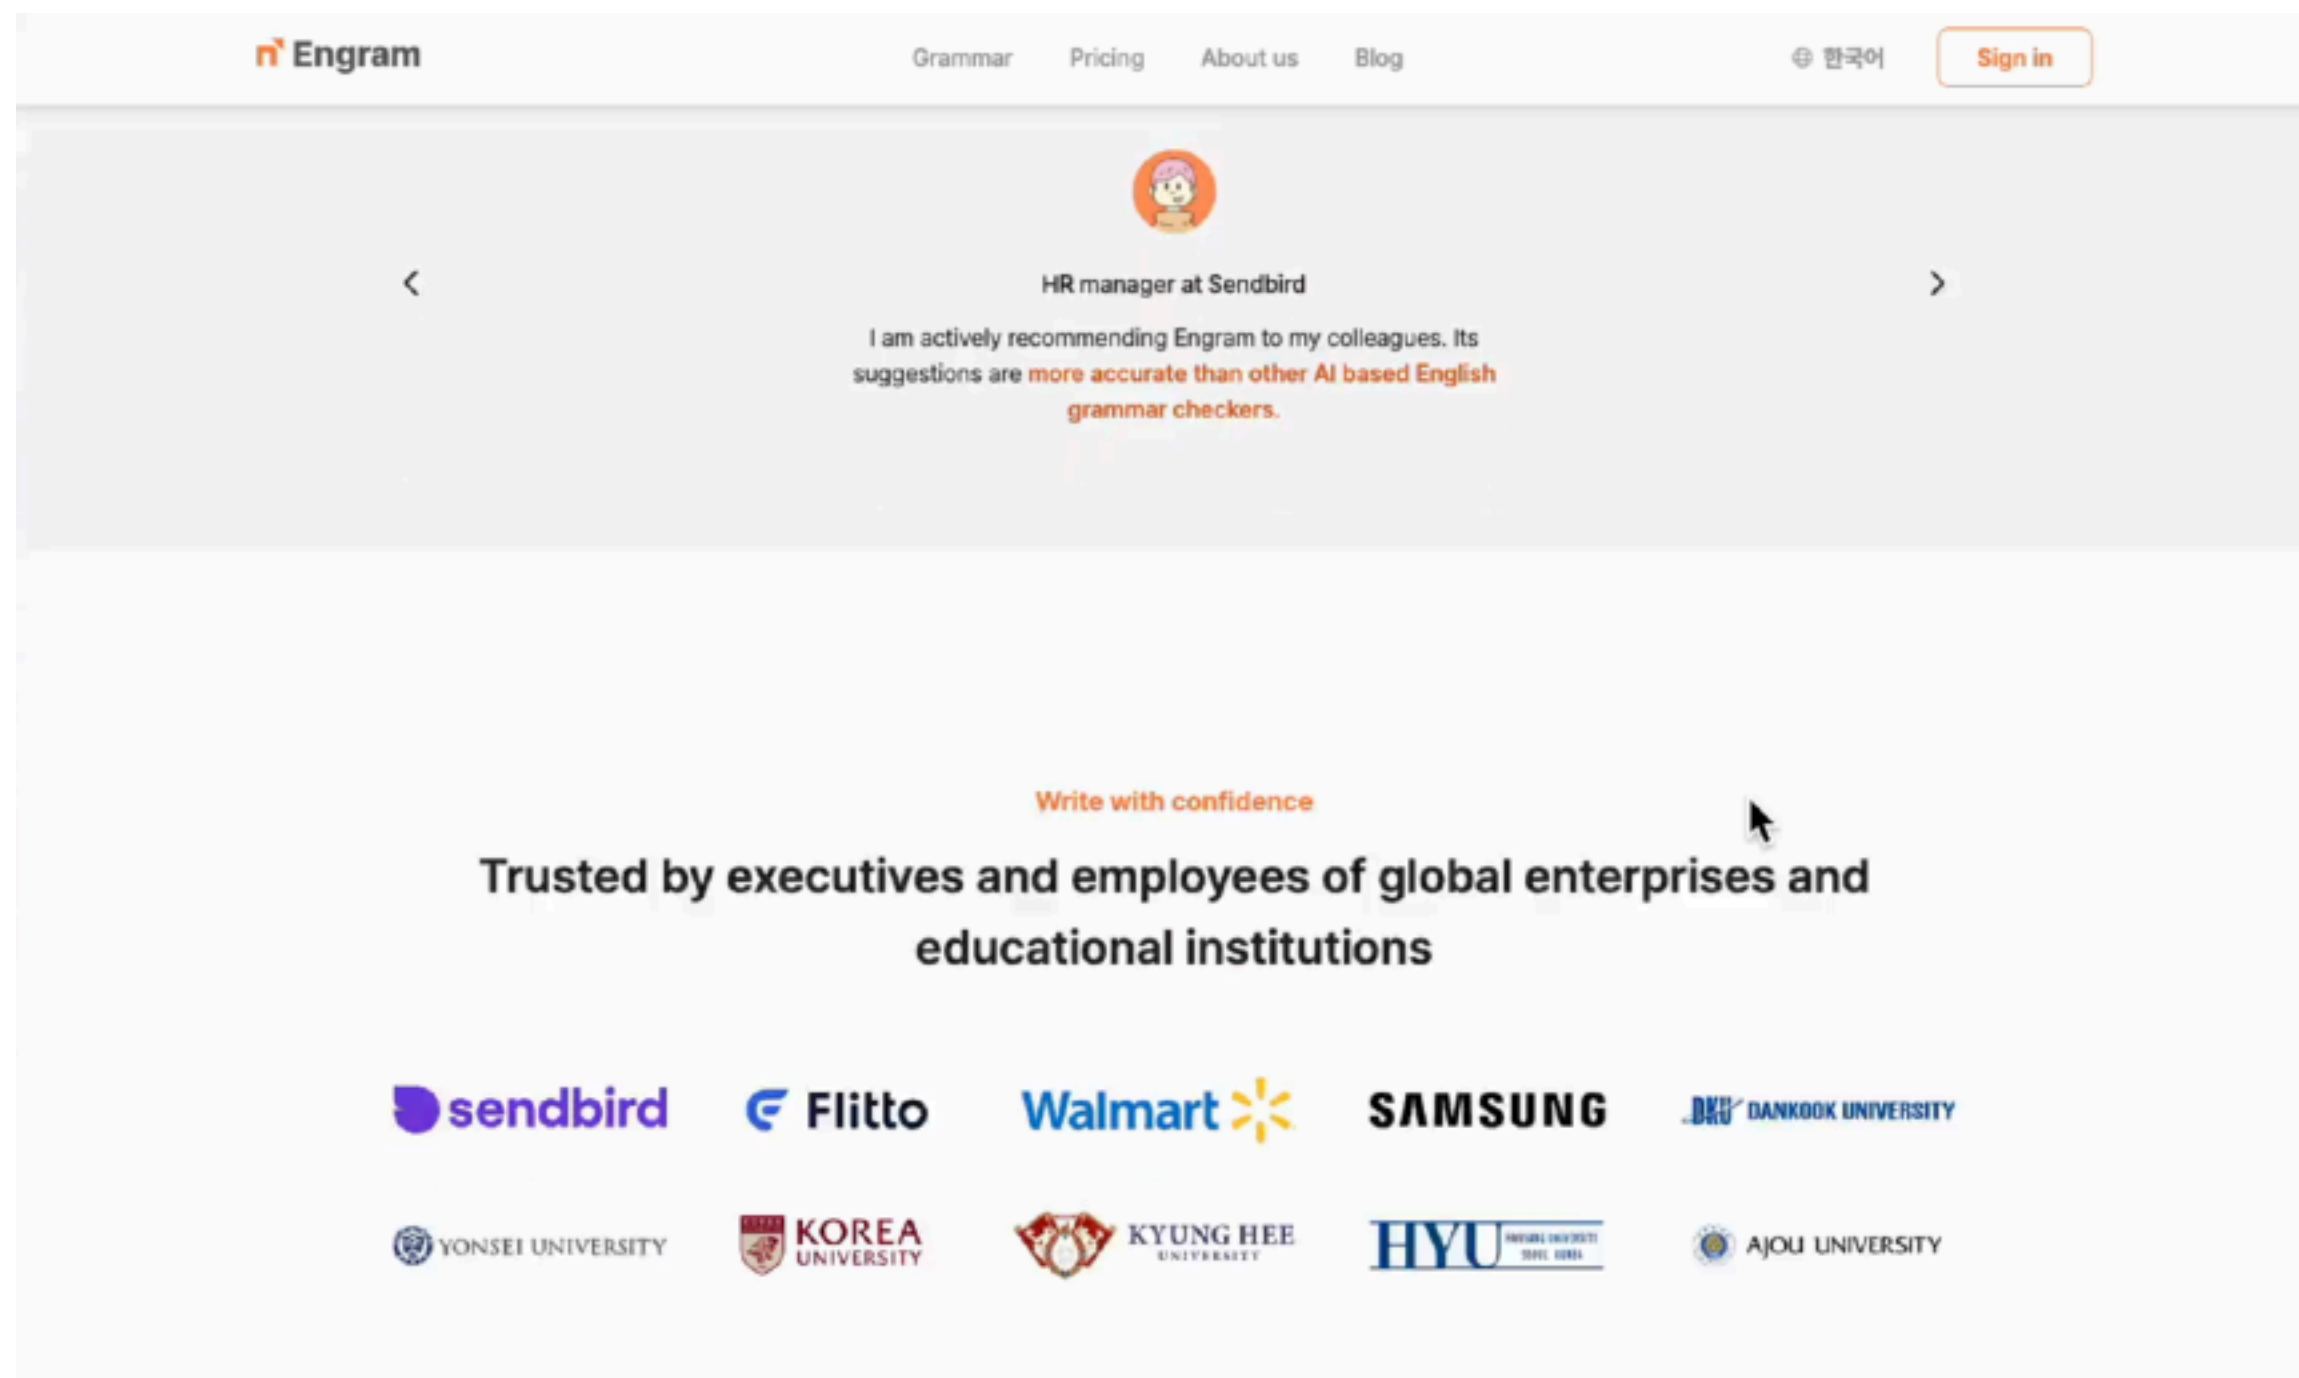 Engram
Grammar Pricing About us Blog
한국어 Sign in
HR manager at Sendbird
I am actively recommending Engram to my colleagues. Its
suggestions are more accurate than other AI based English
grammar checkers.
Write with confidence
Trusted by executives and employees of global enterprises and
educational institutions
sendbird Flitto Walmart SAMSUNG DKU DANKOOK UNIVERSITY
YONSEI UNIVERSITY
KOREA
UNIVERSITY
KYUNG HEE
UNIVERSITY
HYU
AJOU UNIVERSITY